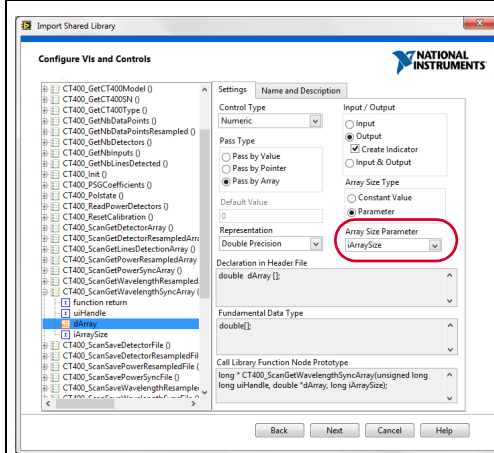 Import Shared Library
Configure VIs and Controls
NATIONAL
INSTRUMENTS
CT400_GetCT400Model ()
CT400_GetCT400SN ()
CT400_GetCT400Type ()
CT400_GetNbDataPoints ()
CT400_GetNbDataPointsResampled ()
CT400_GetNbDetectors ()
CT400_GetNbInputs ()
CT400_GetNbLinesDetected ()
CT400_Init ()
CT400_PSGCoefficients ()
CT400_Polstate ()
CT400_ReadPowerDetectors ()
CT400_ResetCalibration ()
CT400_ScanGetDetectorArray ()
CT400_ScanGetDetectorResampledArra
CT400_ScanGetLinesDetectionArray ()
CT400_ScanGetPowerResampledArray
CT400_ScanGetPowerSyncArray ()
CT400_ScanGetWavelengthResampled
CT400_ScanGetWavelengthSyncArray (
function return
uiHandle
dArray
iArraySize
CT400_ScanSaveDetectorFile ()
CT400_ScanSaveDetectorResampledFil
CT400_ScanSavePowerResampledFile (
CT400_ScanSavePowerSyncFile ()
CT400_ScanSaveWavelengthResample
CT400_ScanSaveWavelengthSyncFile ()
Settings
Name and Description
Control Type
Numeric
Pass Type
Pass by Value
Pass by Pointer
Pass by Array
Default Value
0
Representation
Double Precision
Input / Output
Input
Output
Create Indicator
Input & Output
Array Size Type
Constant Value
Parameter
Array Size Parameter
iArraySize
Declaration in Header File
double dArray [];
Fundamental Data Type
double[];
Call Library Function Node Prototype
long * CT400_ScanGetWavelengthSyncArray(unsigned long
long uiHandle, double *dArray, long iArraySize);
Back
Next
Cancel
Help